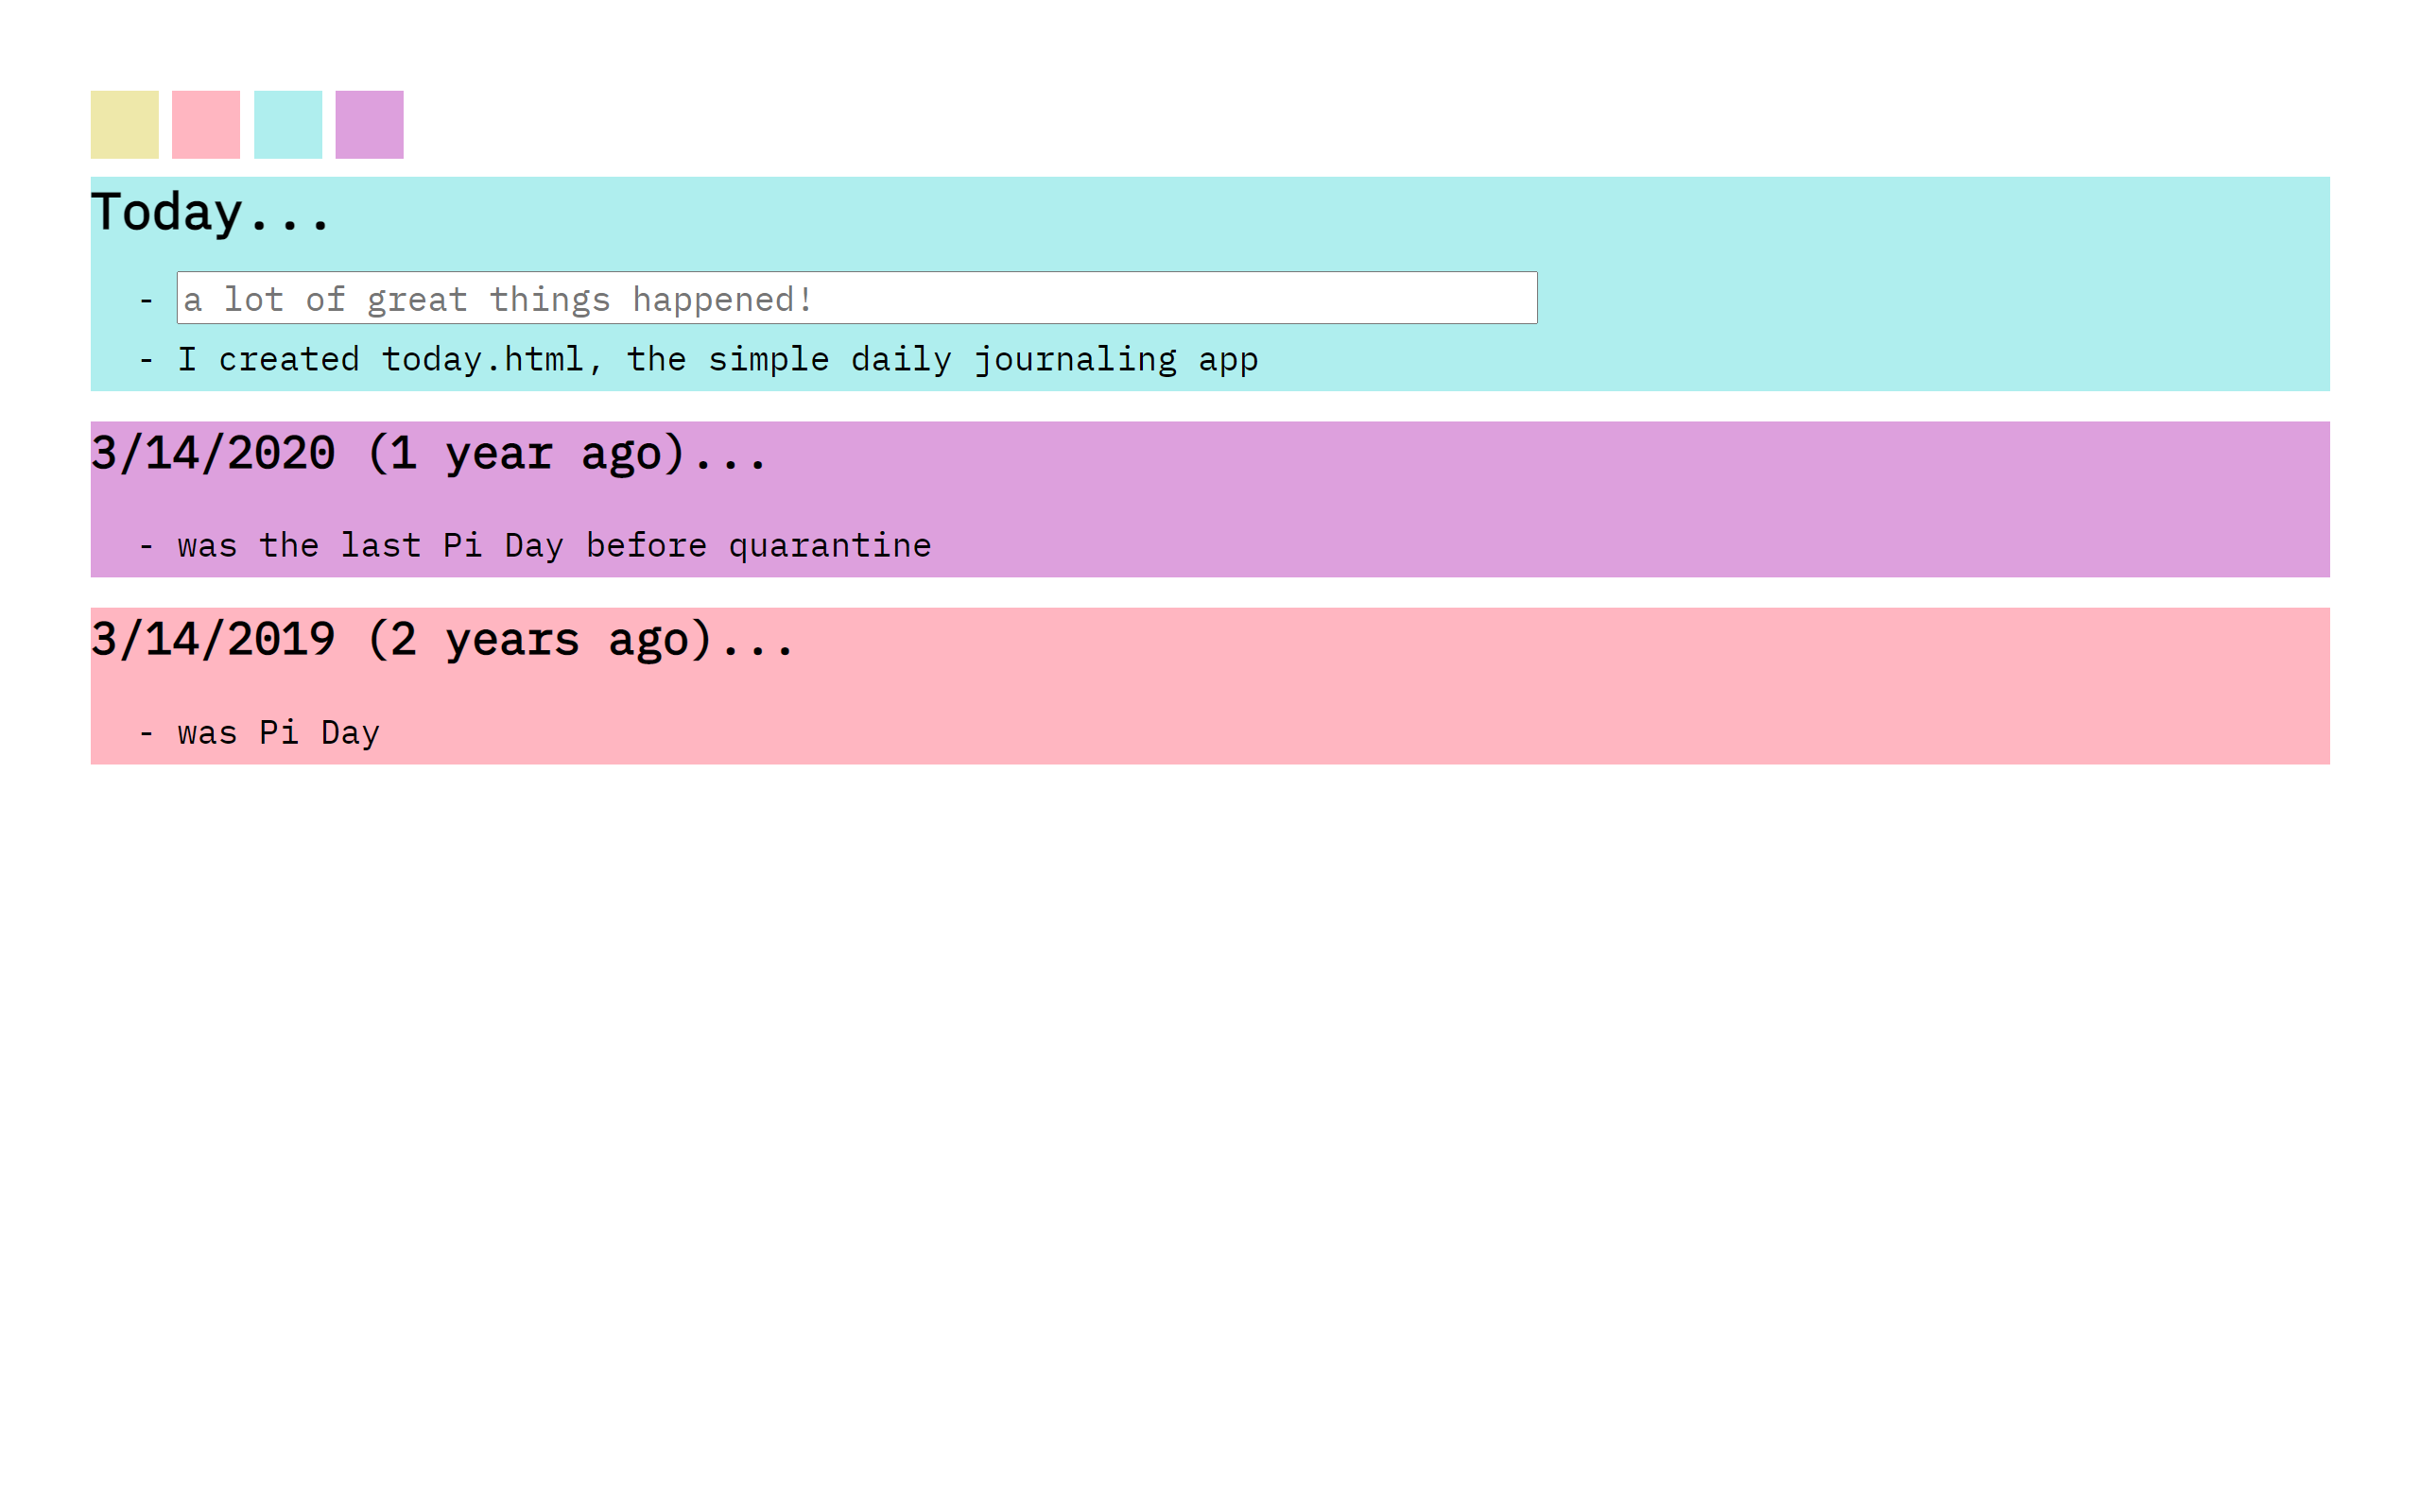 Today...
- a lot of great things happened!
- I created today.html, the simple daily journaling app
3/14/2020 (1 year ago)...
- was the last Pi Day before quarantine
3/14/2019 (2 years ago)...
- was Pi Day